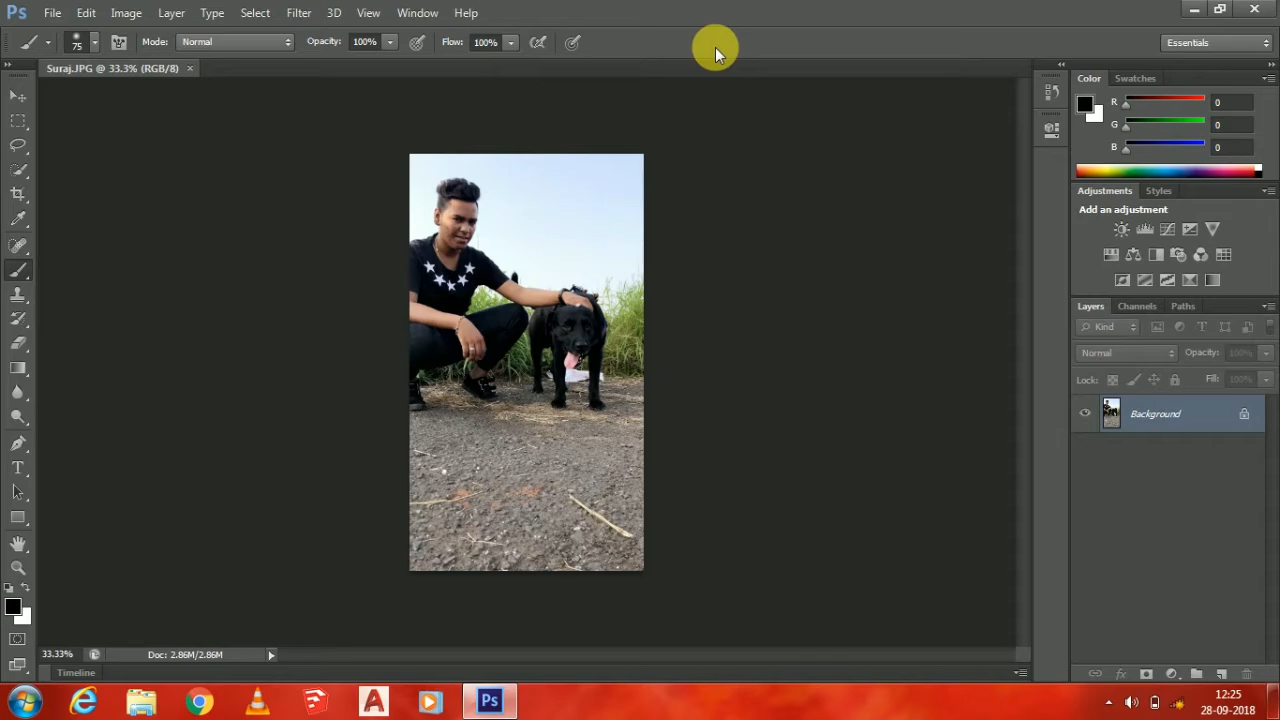 Ps File Edit Image Layer Type Select Filter 3D View Window Help
75 Mode: Normal Opacity: 100% Flow: 100% Essentials
Suraj.JPG @ 33.3% (RGB/8) ×
Color Swatches
R 0
G 0
B 0
Adjustments Styles
Add an adjustment
Layers Channels Paths
Kind
Normal Opacity: 100%
Lock: Fill: 100%
Background
33.33% Doc: 2.86M/2.86M
Timeline
Ps 12:25
28-09-2018